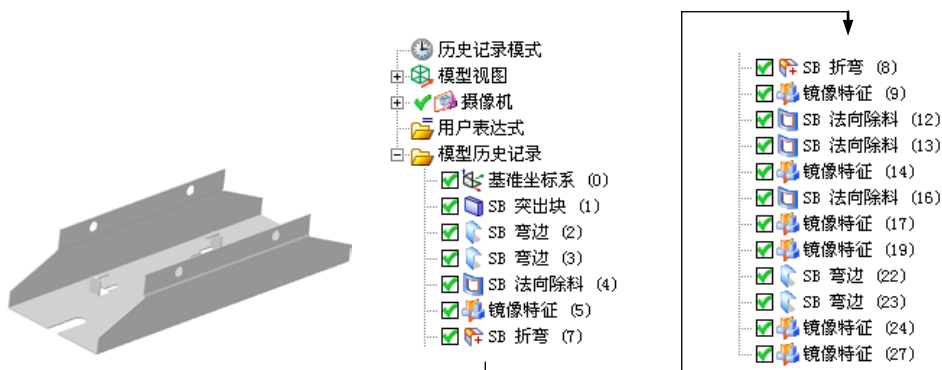 历史记录模式
模型视图
摄像机
用户表达式
模型历史记录
基准坐标系 (0)
SB 突出块 (1)
SB 弯边 (2)
SB 弯边 (3)
SB 法向除料 (4)
镜像特征 (5)
SB 折弯 (7)
SB 折弯 (8)
镜像特征 (9)
SB 法向除料 (12)
SB 法向除料 (13)
镜像特征 (14)
SB 法向除料 (16)
镜像特征 (17)
镜像特征 (19)
SB 弯边 (22)
SB 弯边 (23)
镜像特征 (24)
镜像特征 (27)